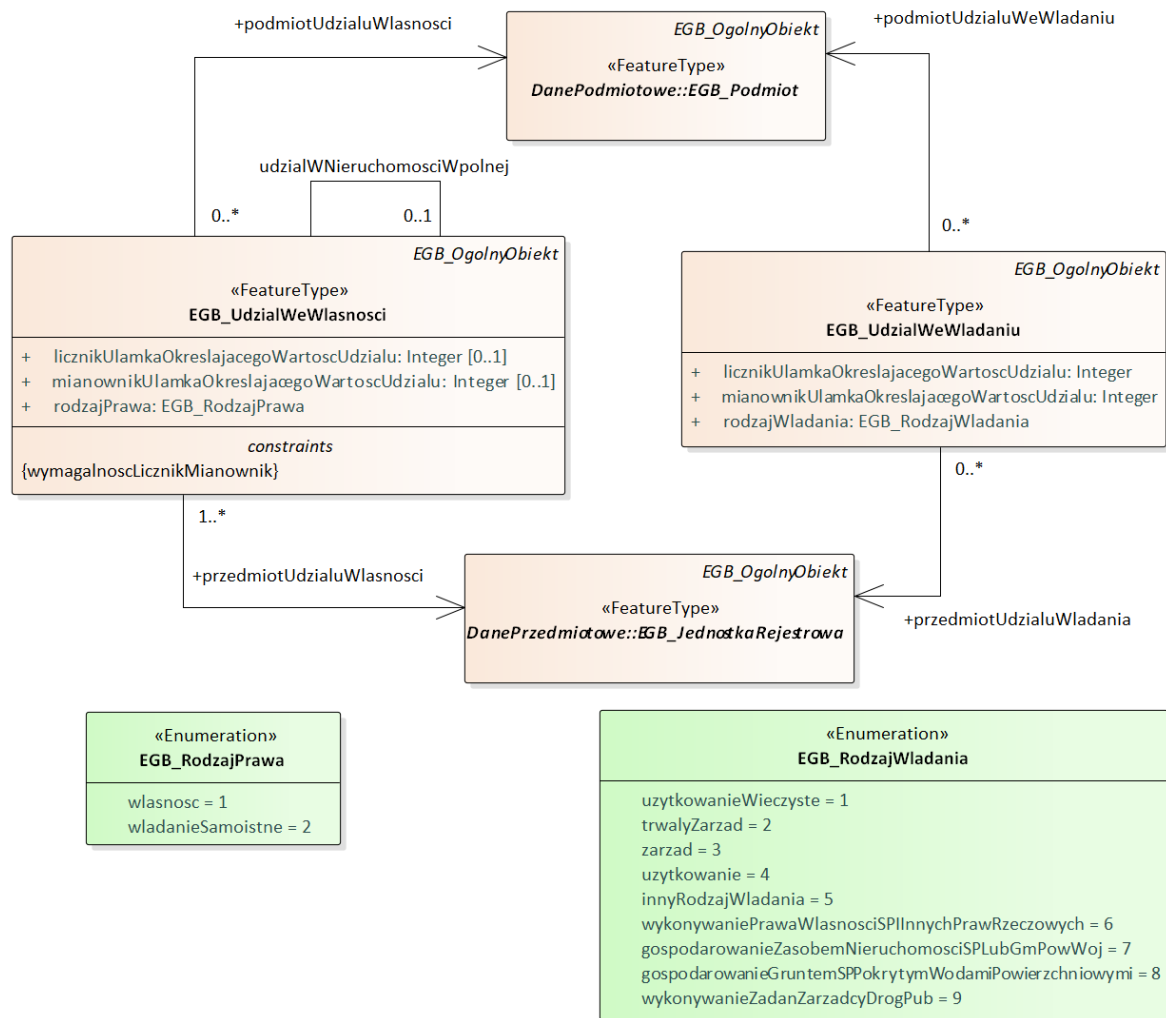 +podmiotUdzialuWlasnosci
+podmiotUdzialuWeWladaniu
EGB_OgolnyObiekt
«FeatureType»
DanePodmiotowe::EGB_Podmiot
udzialWNieruchomosciWpolnej
0..*
0..1
0..*
EGB_OgolnyObiekt
«FeatureType»
EGB_UdzialWeWlasnosci
+ licznikUlamkaOkreslajacegoWartoscUdzialu: Integer [0..1]
+ mianownikUlamkaOkreslajacegoWartoscUdzialu: Integer [0..1]
+ rodzajPrawa: EGB_RodzajPrawa
constraints
{wymagalnoscLicznikMianownik}
EGB_OgolnyObiekt
«FeatureType»
EGB_UdzialWeWladaniu
+ licznikUlamkaOkreslajacegoWartoscUdzialu: Integer
+ mianownikUlamkaOkreslajacegoWartoscUdzialu: Integer
+ rodzajWladania: EGB_RodzajWladania
1..*
0..*
+przedmiotUdzialuWlasnosci
EGB_OgolnyObiekt
«FeatureType»
DanePrzedmiotowe::EGB_JednostkaRejestrowa
+przedmiotUdzialuWladania
«Enumeration»
EGB_RodzajPrawa
wlasnosc = 1
wladanieSamoistne = 2
«Enumeration»
EGB_RodzajWladania
uzytkowanieWieczyste = 1
trwalyZarzad = 2
zarzad = 3
uzytkowanie = 4
innyRodzajWladania = 5
wykonywaniePrawaWlasnosciSPIInnychPrawRzeczowych = 6
gospodarowanieZasobemNieruchomosciSPLubGmPowWoj = 7
gospodarowanieGruntemSPPokrytymWodamiPowierzchniowymi = 8
wykonywanieZadanZarzadcyDrogPub = 9